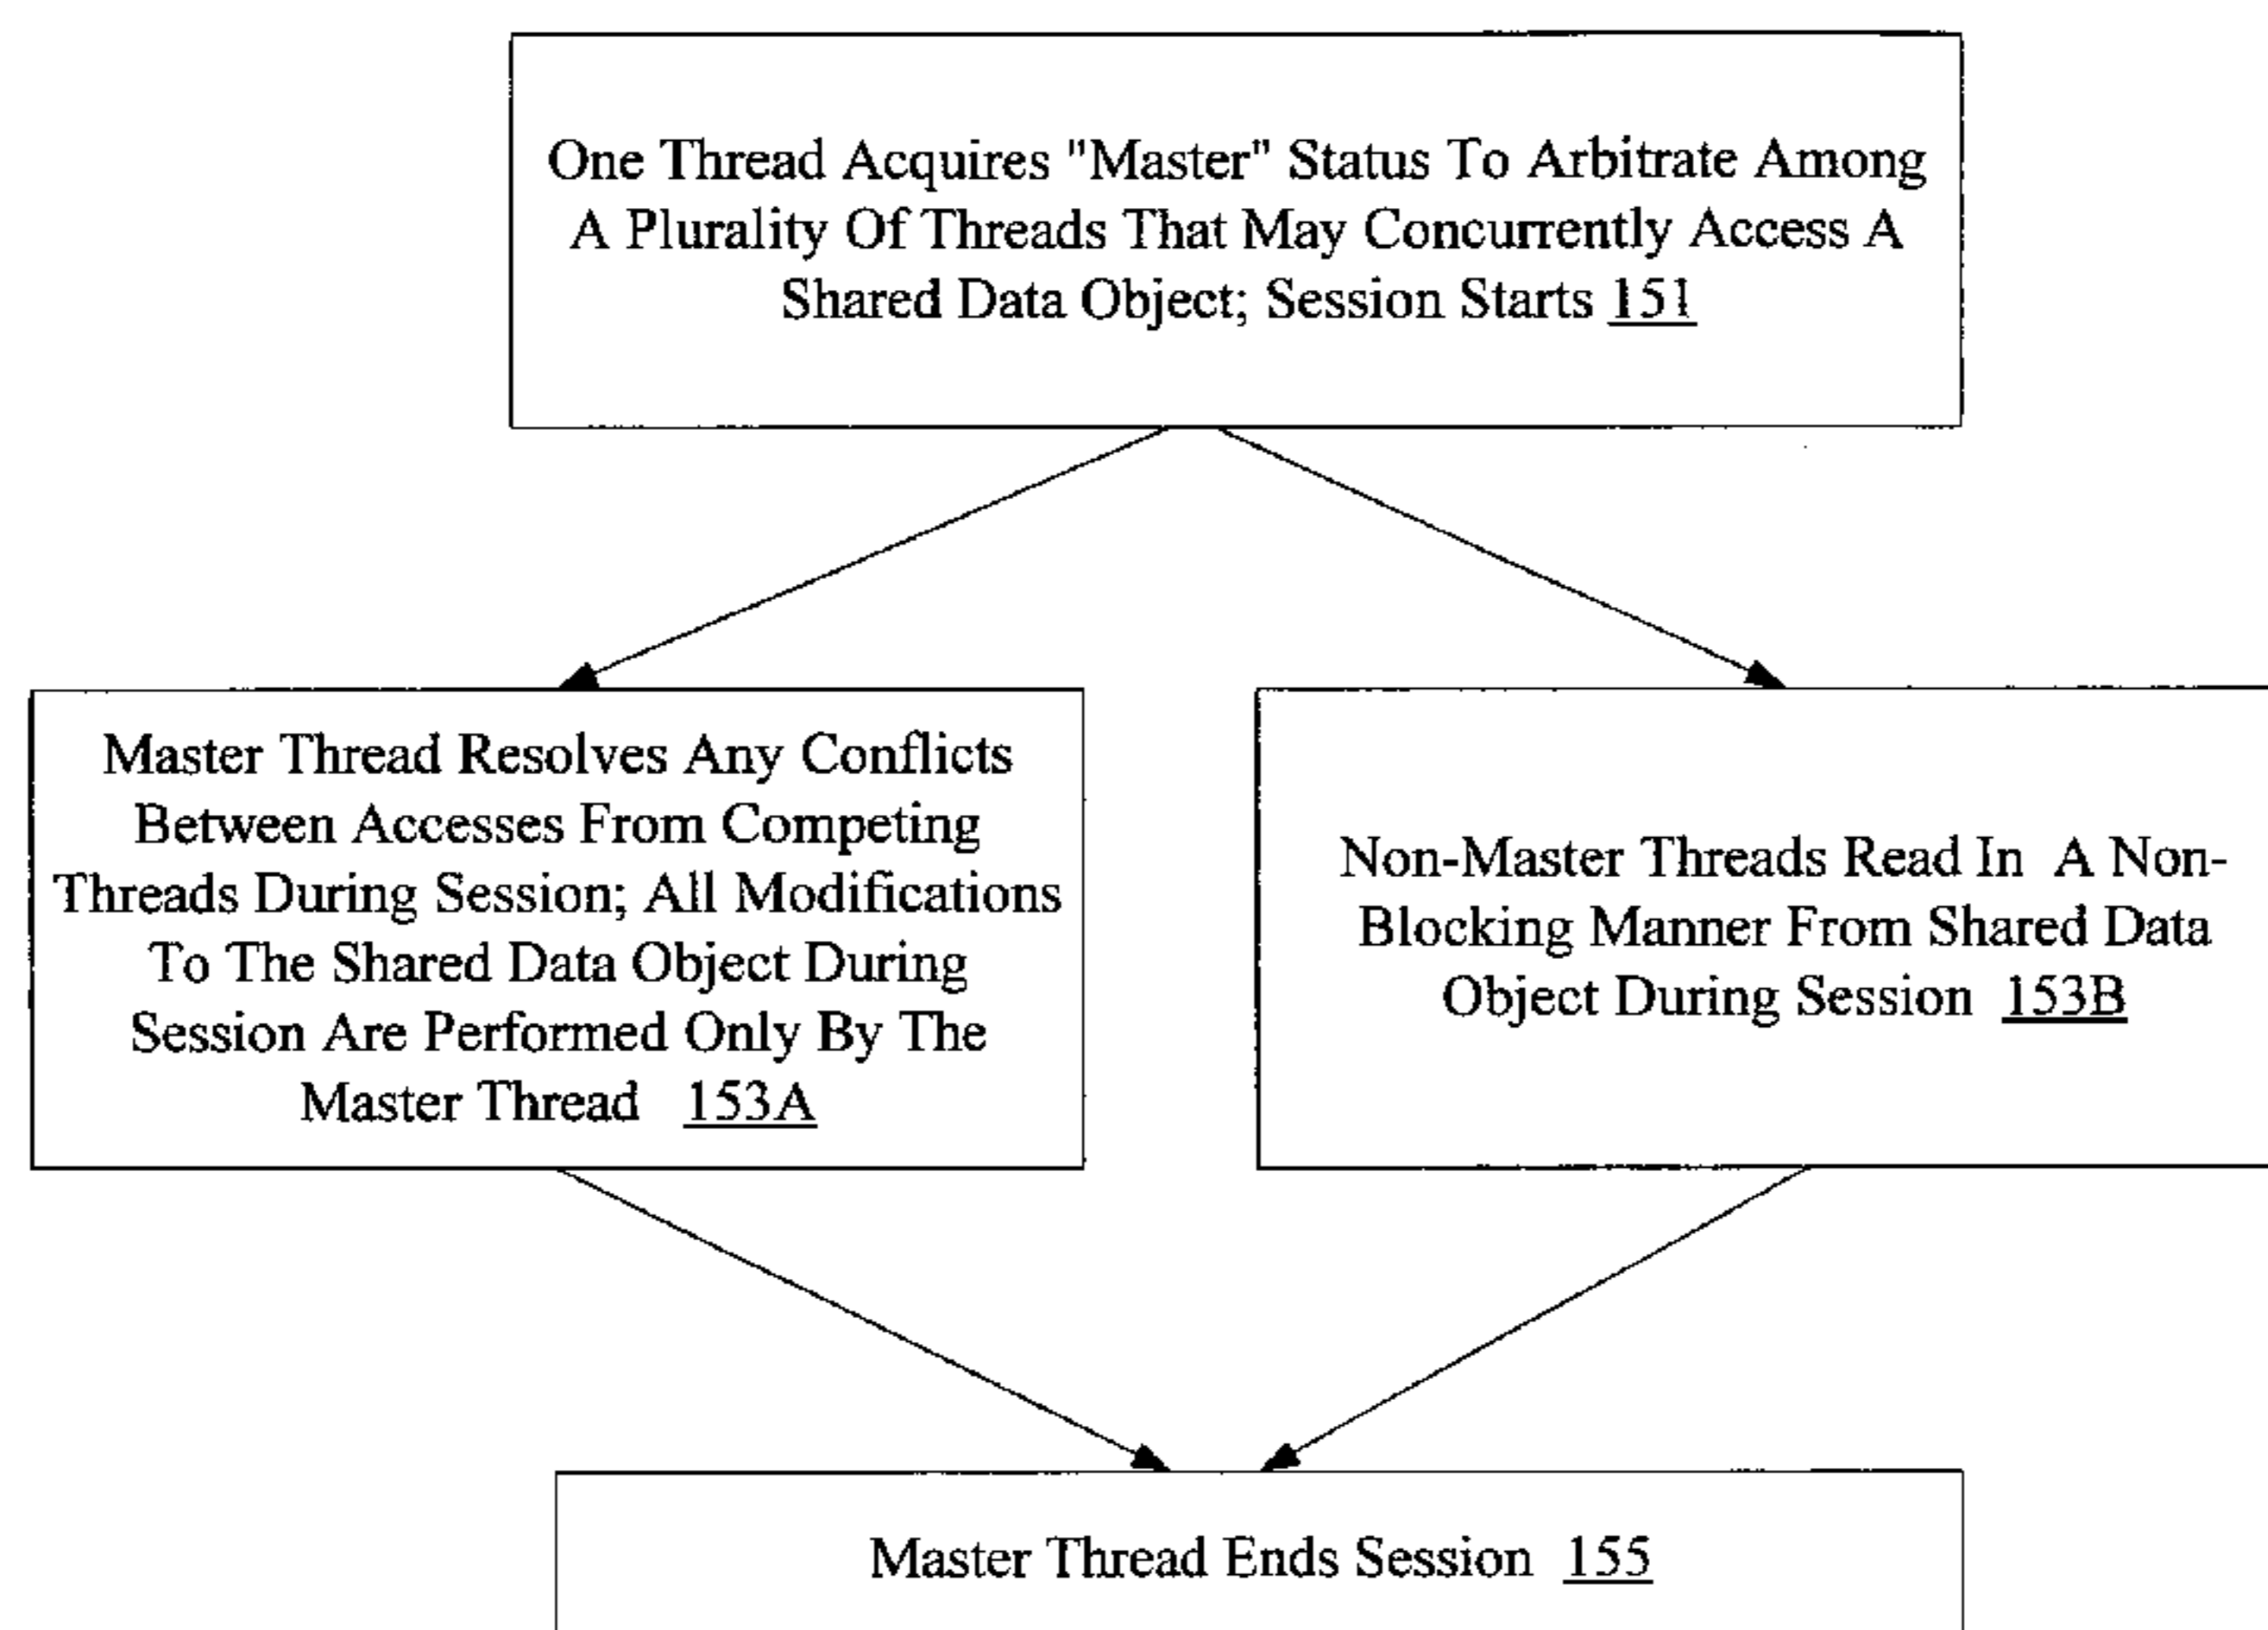 One Thread Acquires "Master" Status To Arbitrate Among
A Plurality Of Threads That May Concurrently Access A
Shared Data Object; Session Starts 151
Master Thread Resolves Any Conflicts
Between Accesses From Competing
Threads During Session; All Modifications
To The Shared Data Object During
Session Are Performed Only By The
Master Thread 153A
Non-Master Threads Read In A Non-
Blocking Manner From Shared Data
Object During Session 153B
Master Thread Ends Session 155